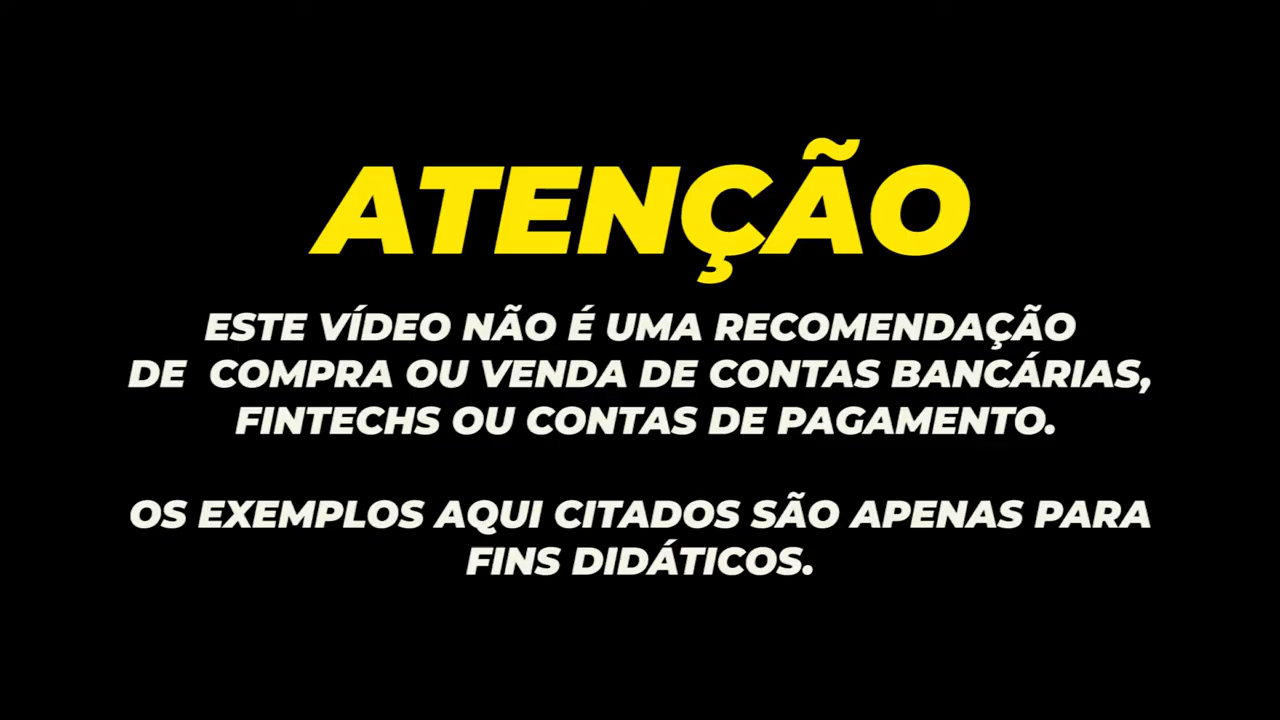 ATENÇÃO
ESTE VÍDEO NÃO É UMA RECOMENDAÇÃO
DE COMPRA OU VENDA DE CONTAS BANCÁRIAS,
FINTECHS OU CONTAS DE PAGAMENTO.
OS EXEMPLOS AQUI CITADOS SÃO APENAS PARA
FINS DIDÁTICOS.